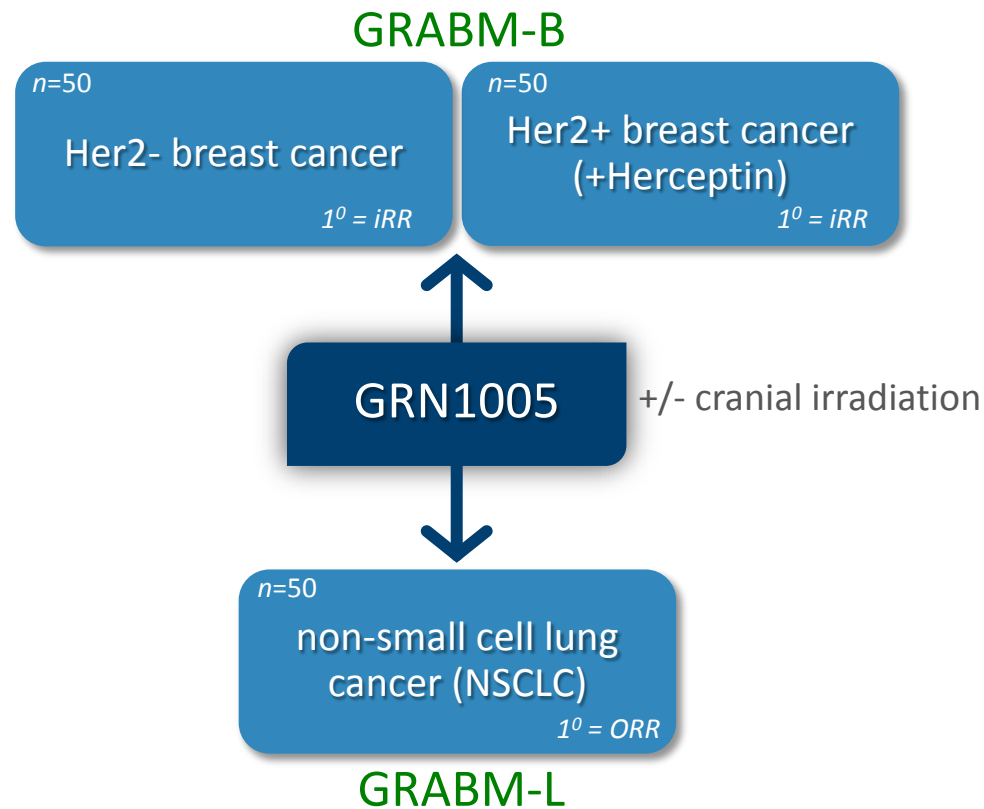 GRABM-B
n=50
Her2- breast cancer
1⁰ = iRR
n=50
Her2+ breast cancer
(+Herceptin)
1⁰ = iRR
GRN1005
+/- cranial irradiation
n=50
non-small cell lung
cancer (NSCLC)
1⁰ = ORR
GRABM-L